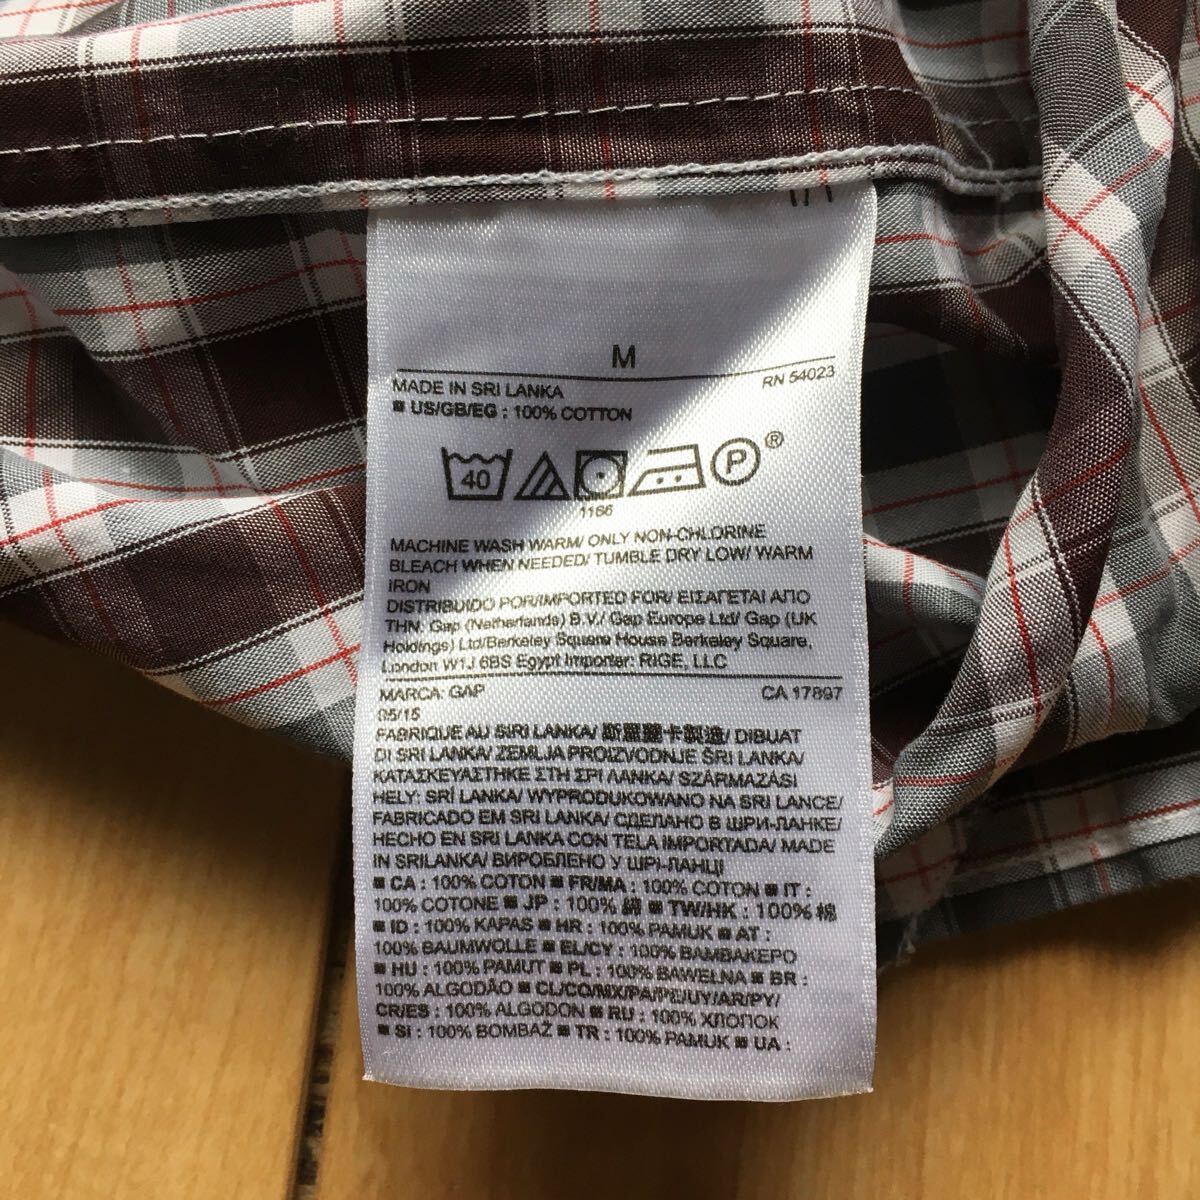 M
MADE IN SRI LANKA RN 54023
■ US/GB/EG : 100% COTTON
40 P ®
1166
MACHINE WASH WARM/ ONLY NON-CHLORINE
BLEACH WHEN NEEDED/ TUMBLE DRY LOW/ WARM
IRON
DISTRIBUIDO POR/IMPORTED FOR/ ΕΙΣΑΓΕΤΑΙ ΑΠΟ
ΤΗΝ: Gap (Netherlands) B.V./ Gap Europe Ltd/ Gap (UK
Holdings) Ltd/Berkeley Square House Berkeley Square,
London W1J 6BS Egypt Importer: RIGE, LLC
MARCA: GAP CA 17897
05/15
FABRIQUE AU SIRI LANKA/ 斯里蘭卡製造/ DIBUAT
DI SRI LANKA/ ZEMLJA PROIZVODNJE ŠRI LANKA/
ΚΑΤΑΣΚΕΥΑΣΤΗΚΕ ΣΤΗ ΣΡΙ ΛΑΝΚΑ/ SZÁRMAZÁSI
HELY: SRÍ LANKA/ WYPRODUKOWANO NA SRI LANCE/
FABRICADO EM SRI LANKA/ СДЕЛАНО В ШРИ-ЛАНКЕ/
HECHO EN SRI LANKA CON TELA IMPORTADA/ MADE
IN SRILANKA/ ВИРОБЛЕНО У ШРІ-ЛАНЦІ
■ CA : 100% COTON ■ FR/MA : 100% COTON ■ IT :
100% COTONE ■ JP : 100% 綿 ■ TW/HK : 100% 棉
■ ID : 100% KAPAS ■ HR : 100% PAMUK ■ AT :
100% BAUMWOLLE ■ EL/CY : 100% ΒΑΜΒΑΚΕΡΟ
■ HU : 100% PAMUT ■ PL : 100% BAWEŁNA ■ BR :
100% ALGODÃO ■ CL/CO/MX/PA/PE/UY/AR/PY/
CR/ES : 100% ALGODON ■ RU : 100% ХЛОПОК
■ SI : 100% BOMBAŽ ■ TR : 100% PAMUK ■ UA :